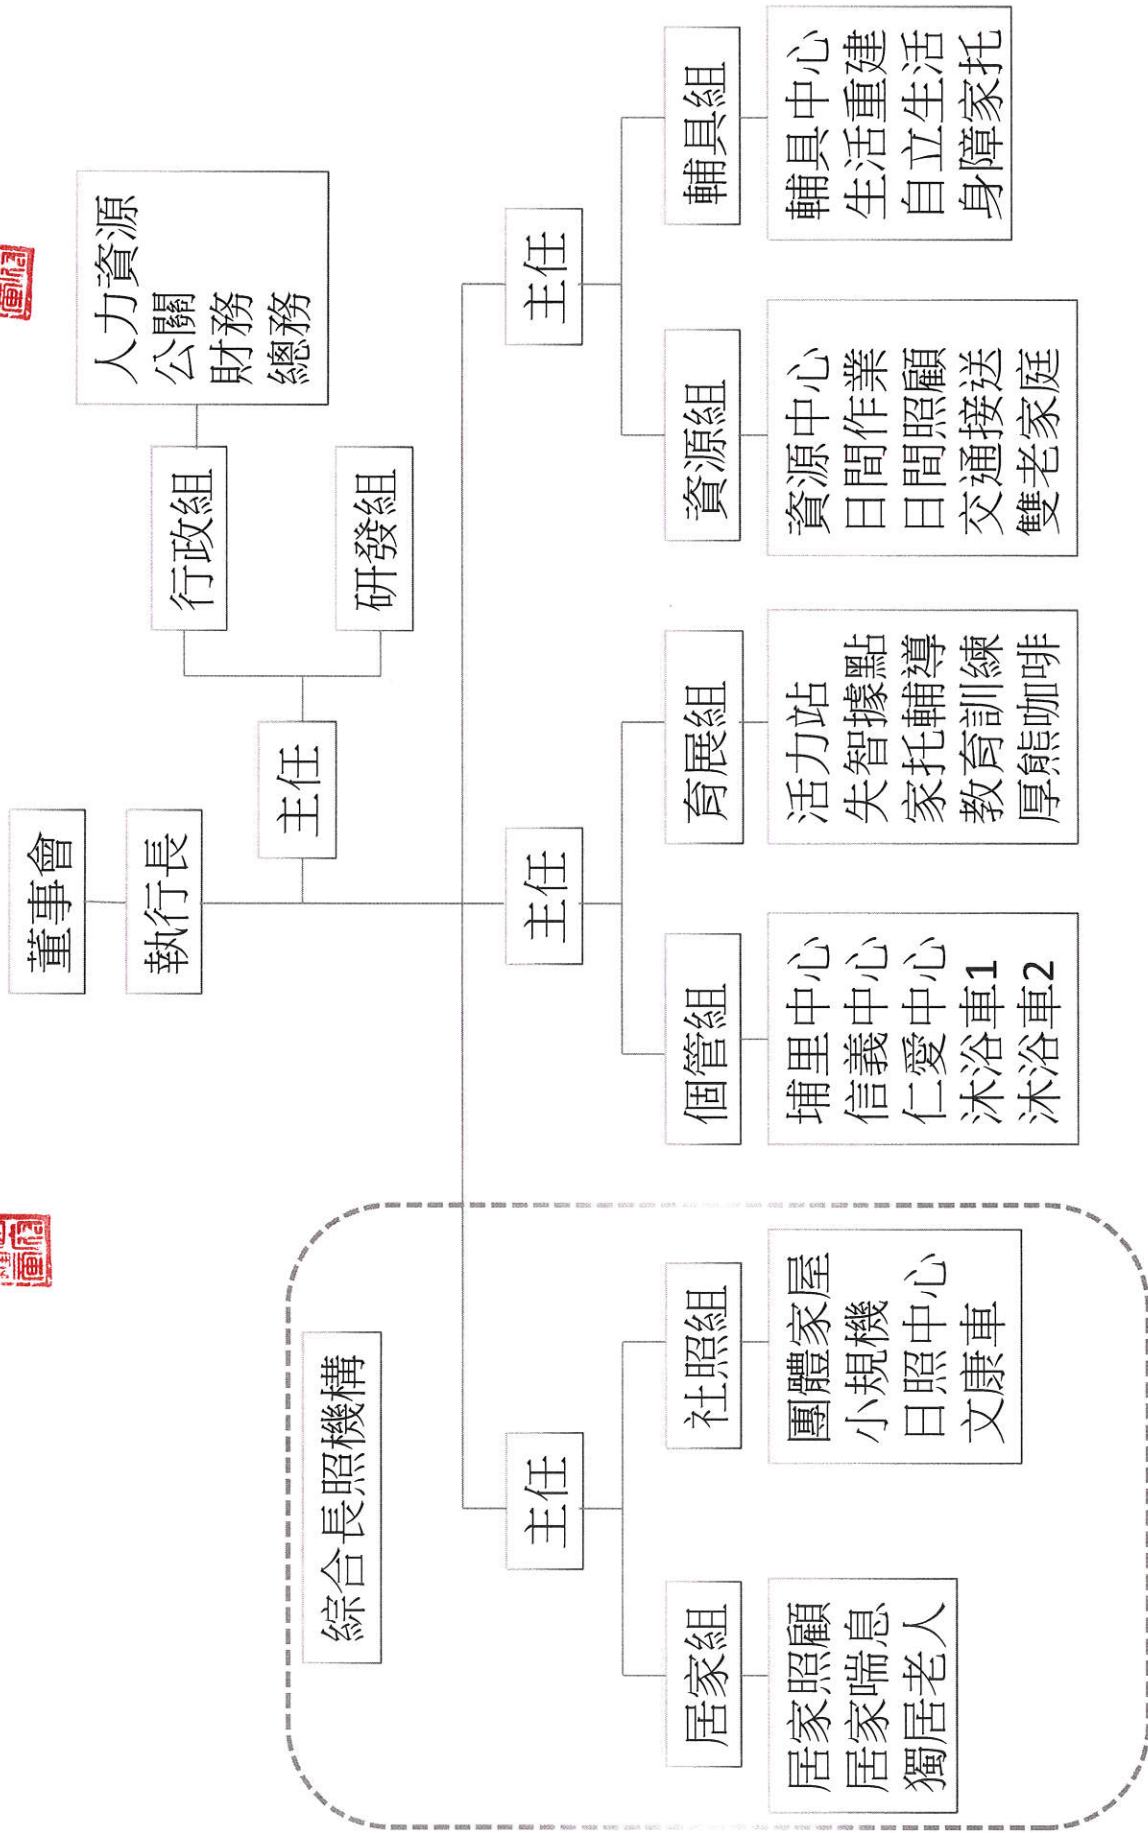 董事會
執行長
主任
行政組
人力資源
公關
財務
總務
研發組
綜合長照機構
主任
居家組
居家照顧
居家喘息
獨居老人
社照組
團體家屋
小規機
日照中心
文康車
主任
個管組
埔里中心
信義中心
仁愛中心
沐浴車1
沐浴車2
育展組
活力站
失智據點
家托輔導
教育訓練
厚熊咖啡
主任
資源組
資源中心
日間作業
日間照顧
交通接送
雙老家庭
輔具組
輔具中心
生活重建
自立生活
身障家托